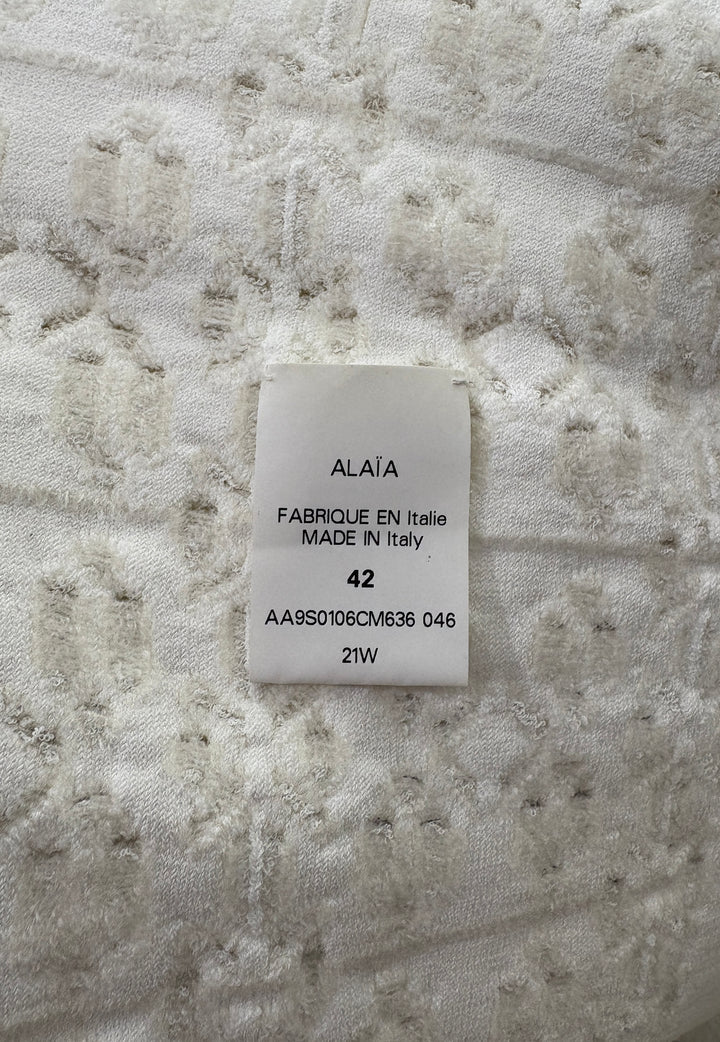 ALAÏA
FABRIQUE EN Italie
MADE IN Italy
42
AA9S0106CM636 046
21W